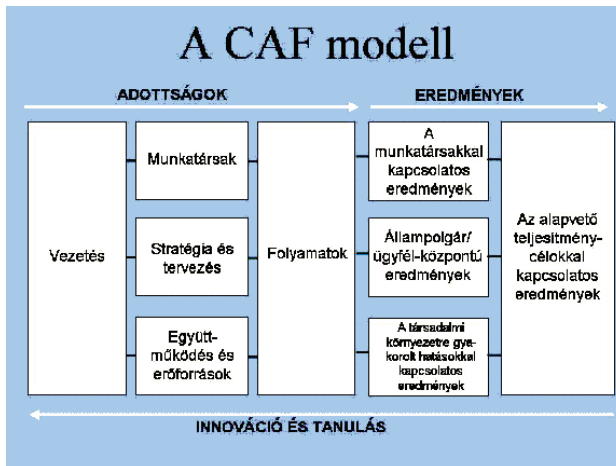 A CAF modell
ADOTTSÁGOK
EREDMÉNYEK
Vezetés
Munkatársak
Stratégia és
tervezés
Együtt-
működés és
erőforrások
Folyamatok
A
munkatársakkal
kapcsolatos
eredmények
Állampolgár/
ügyfél-központú
eredmények
A társadalmi
környezetre gya-
korolt hatásokkal
kapcsolatos
eredmények
Az alapvető
teljesítmény-
célokkal
kapcsolatos
eredmények
INNOVÁCIÓ ÉS TANULÁS